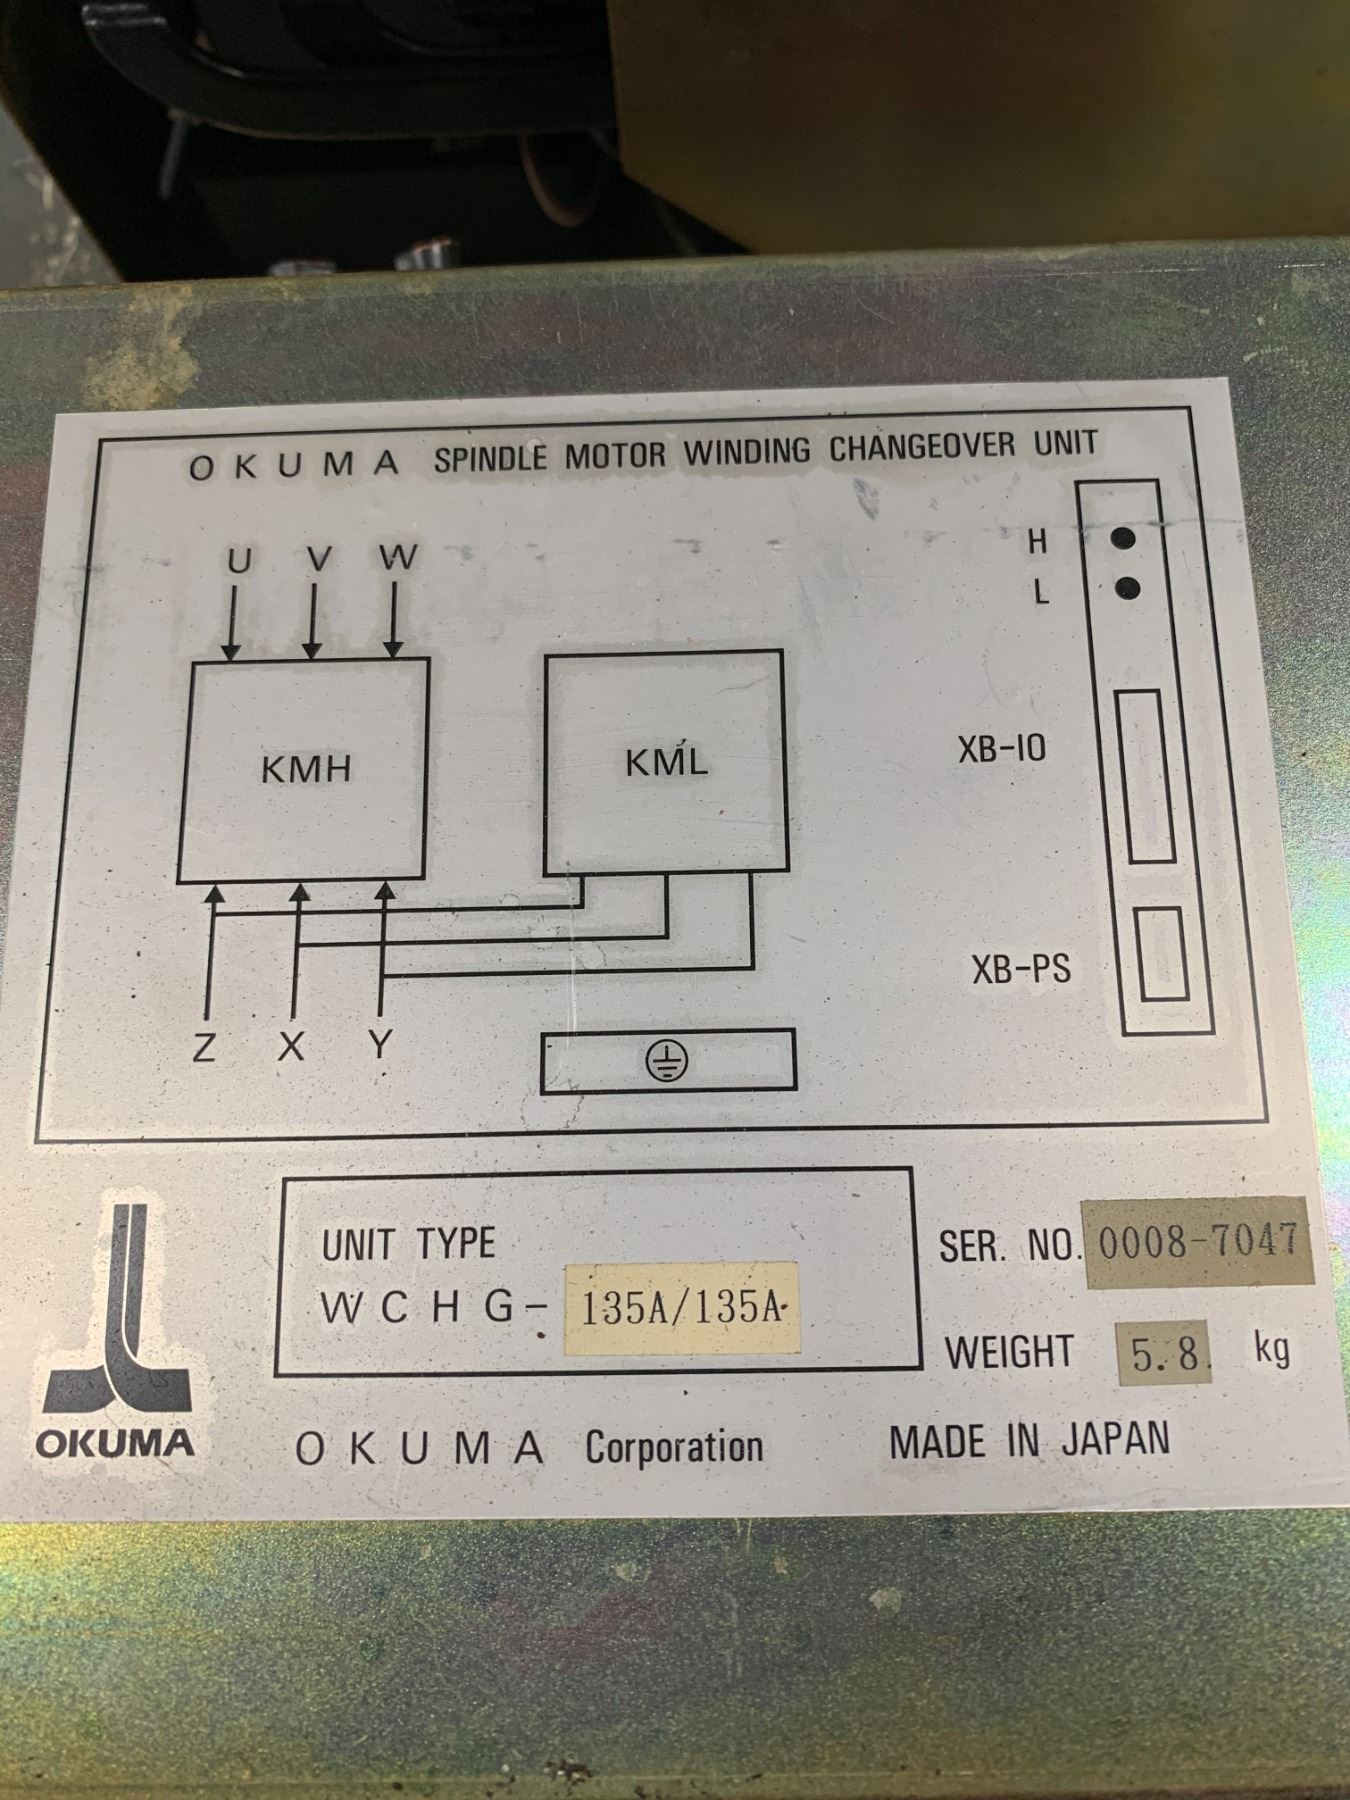 OKUMA SPINDLE MOTOR WINDING CHANGEOVER UNIT
U V W
H
L
KMH
KML
XB-IO
XB-PS
Z X Y
UNIT TYPE
WCHG- 135A/135A
SER. NO. 0008-7047
WEIGHT 5.8 kg
OKUMA
OKUMA Corporation MADE IN JAPAN